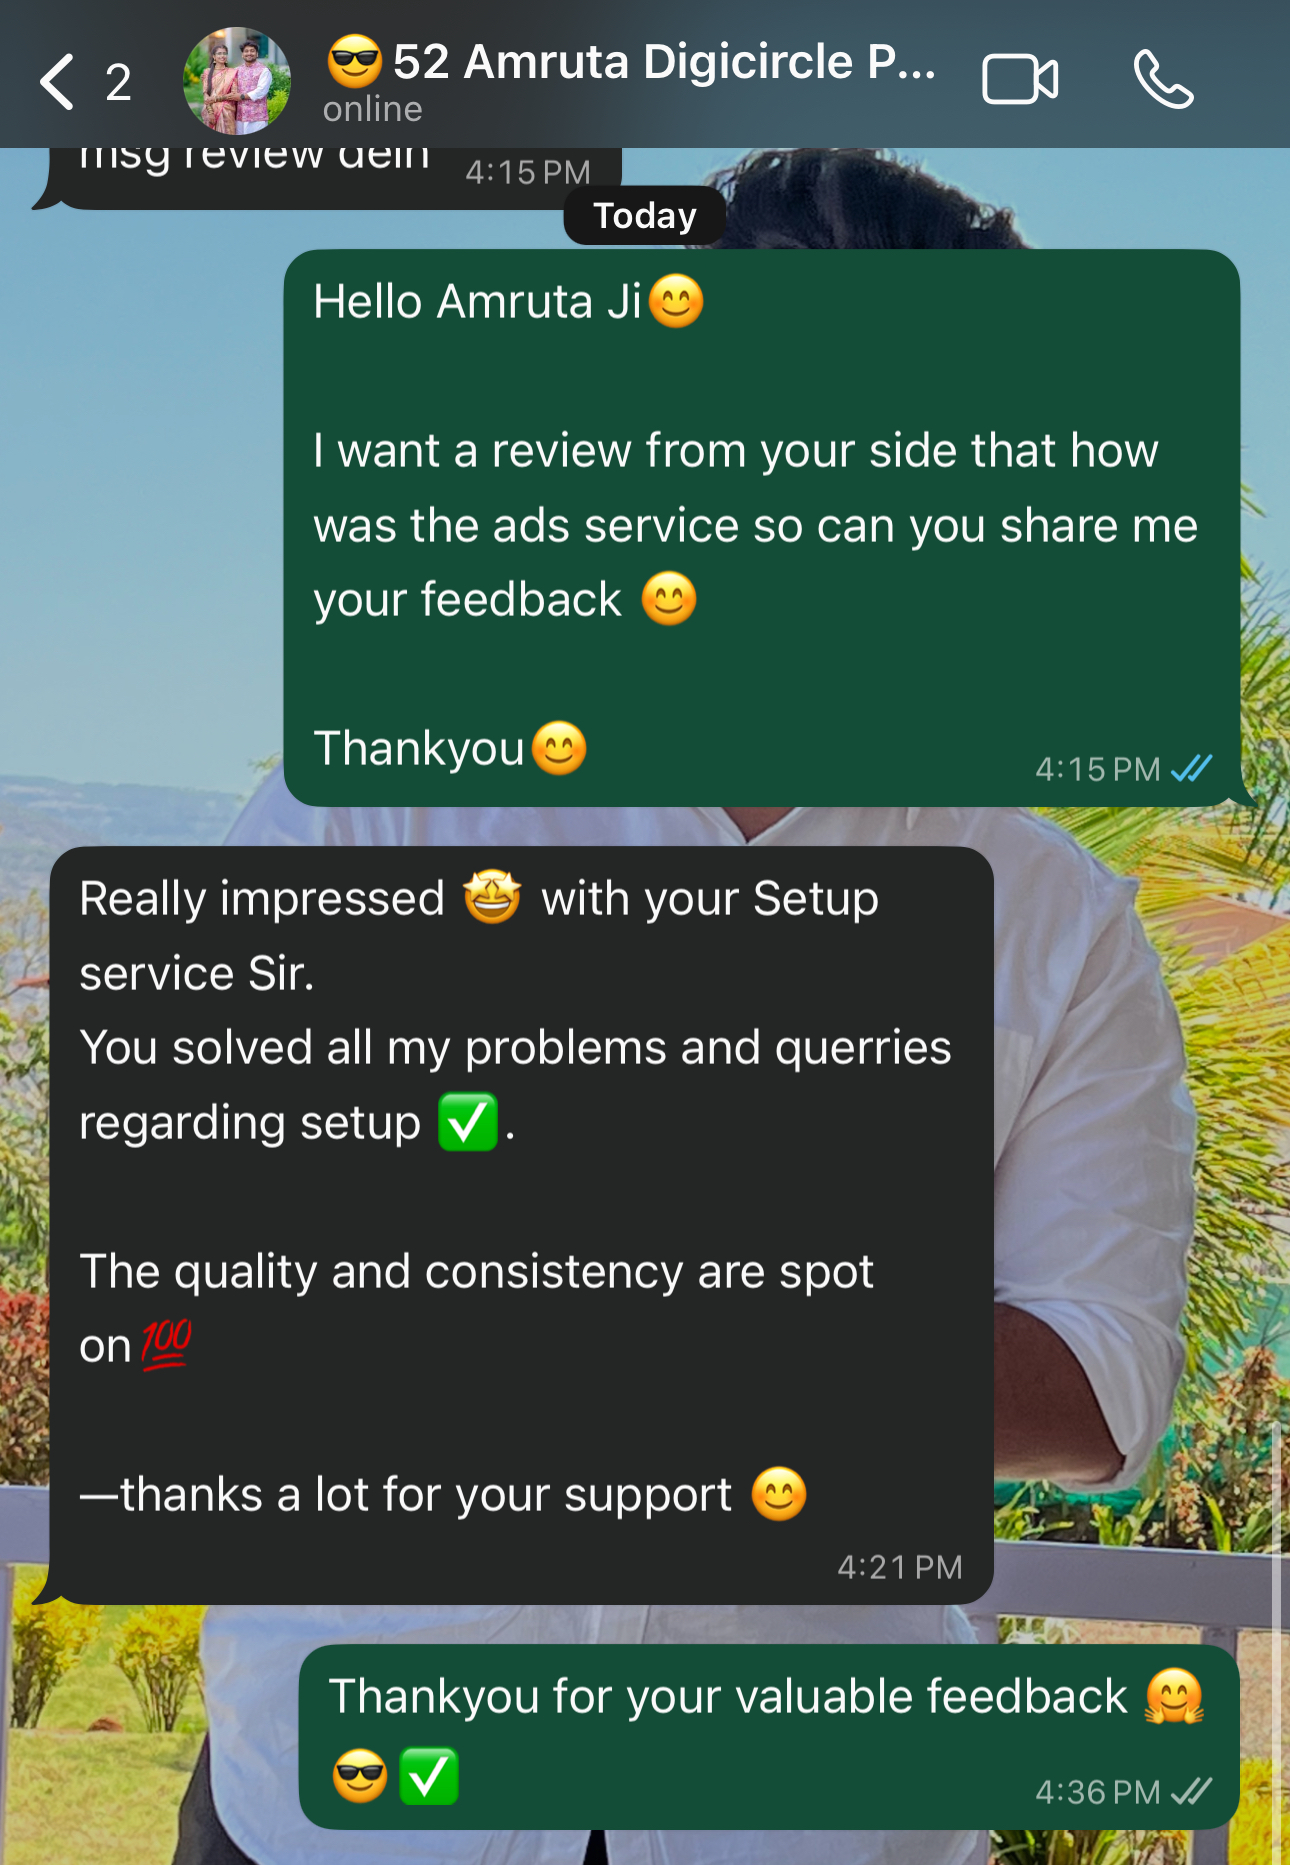 2
😎52 Amruta Digicircle P...
online
msg review dein
4:15 PM
Today
Hello Amruta Ji😊
I want a review from your side that how
was the ads service so can you share me
your feedback 😊
Thankyou😊
4:15 PM
Really impressed 🤩 with your Setup
service Sir.
You solved all my problems and querries
regarding setup ✅.
The quality and consistency are spot
on💯
—thanks a lot for your support 😊
4:21 PM
Thankyou for your valuable feedback 🤗
😎✅
4:36 PM